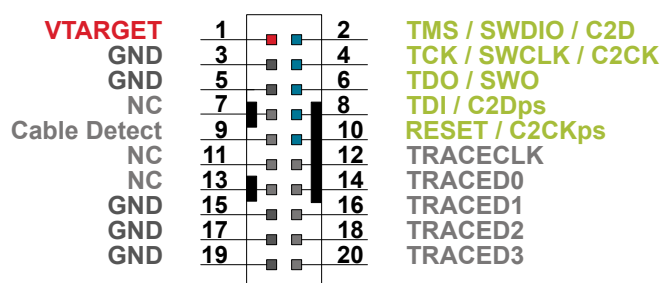 VTARGET 1 2 TMS / SWDIO / C2D
GND 3 4 TCK / SWCLK / C2CK
GND 5 6 TDO / SWO
NC 7 8 TDI / C2Dps
Cable Detect 9 10 RESET / C2CKps
NC 11 12 TRACECLK
NC 13 14 TRACED0
GND 15 16 TRACED1
GND 17 18 TRACED2
GND 19 20 TRACED3